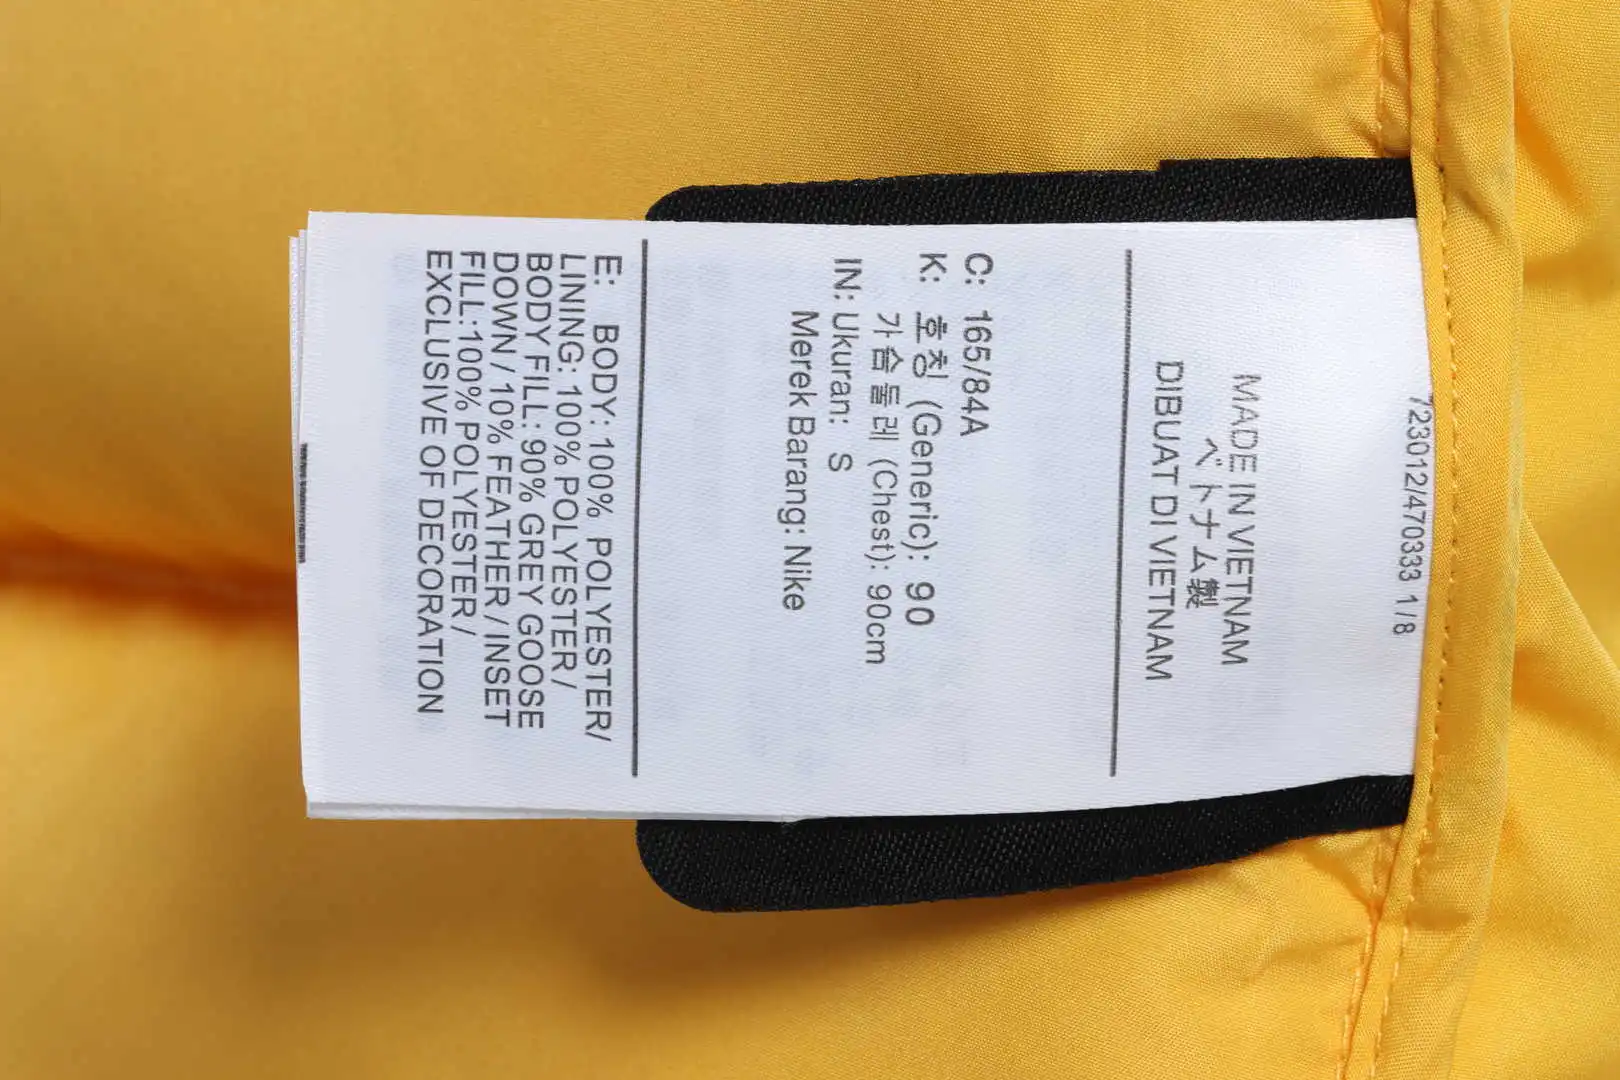 723012/470333 1/8
MADE IN VIETNAM
ベトナム製
DIBUAT DI VIETNAM
C: 165/84A
K: 호칭 (Generic): 90
가슴둘레 (Chest): 90cm
IN: Ukuran: S
Merek Barang: Nike
E: BODY: 100% POLYESTER/
LINING: 100% POLYESTER/
BODY FILL: 90% GREY GOOSE
DOWN / 10% FEATHER / INSET
FILL:100% POLYESTER/
EXCLUSIVE OF DECORATION